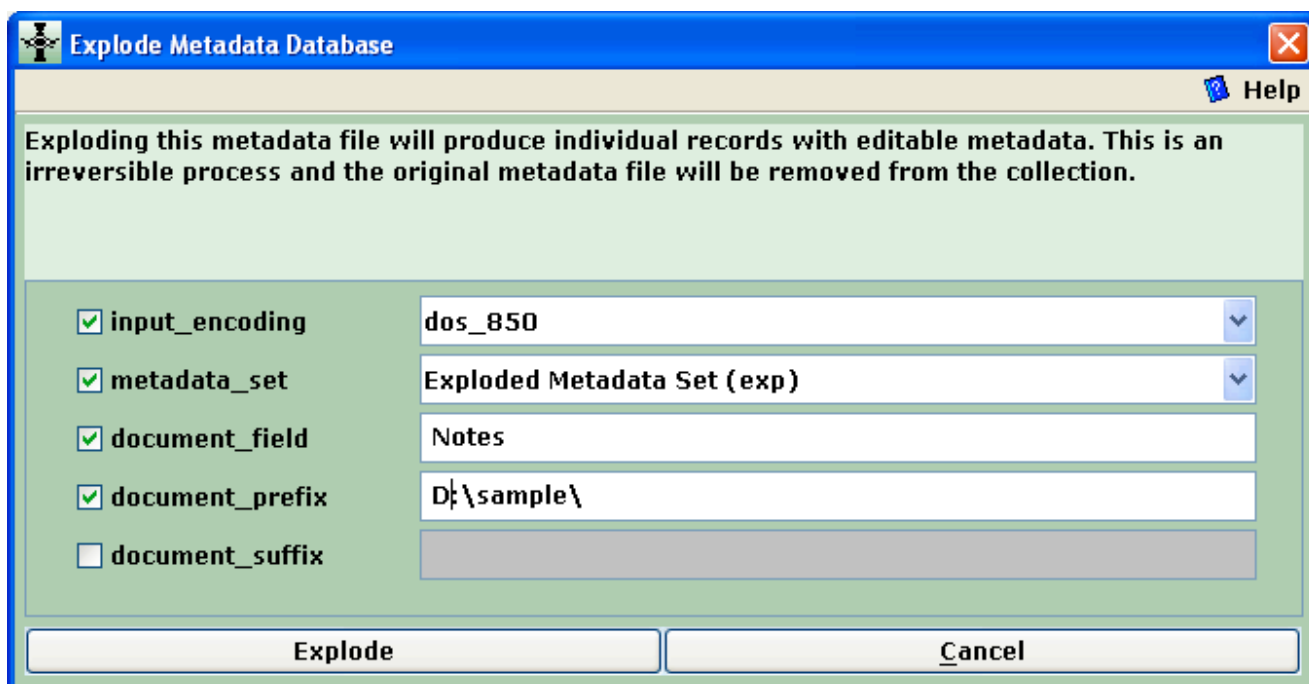 Explode Metadata Database
Help
Exploding this metadata file will produce individual records with editable metadata. This is an
irreversible process and the original metadata file will be removed from the collection.
input_encoding dos_850
metadata_set Exploded Metadata Set (exp)
document_field Notes
document_prefix D:\sample\
document_suffix
Explode Cancel